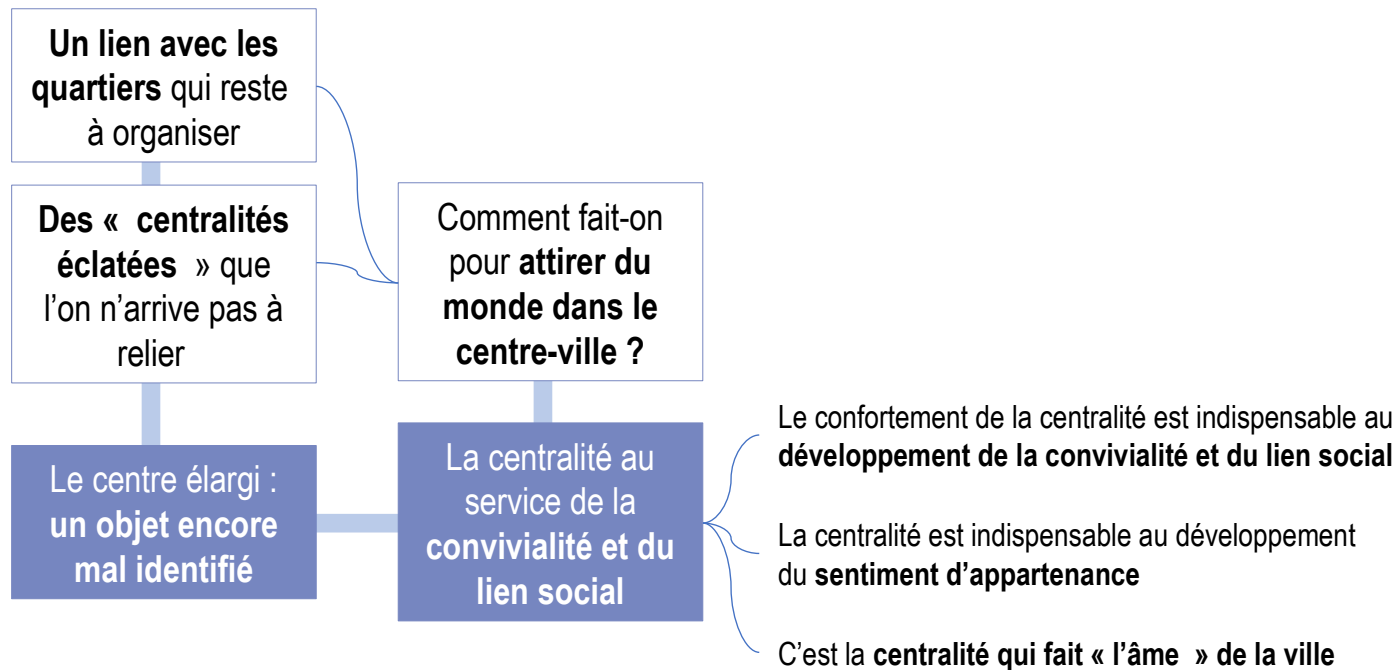 Un lien avec les
quartiers qui reste
à organiser
Des « centralités
éclatées » que
l’on n’arrive pas à
relier
Comment fait-on
pour attirer du
monde dans le
centre-ville ?
Le centre élargi :
un objet encore
mal identifié
La centralité au
service de la
convivialité et du
lien social
Le confortement de la centralité est indispensable au
développement de la convivialité et du lien social
La centralité est indispensable au développement
du sentiment d’appartenance
C’est la centralité qui fait « l’âme » de la ville